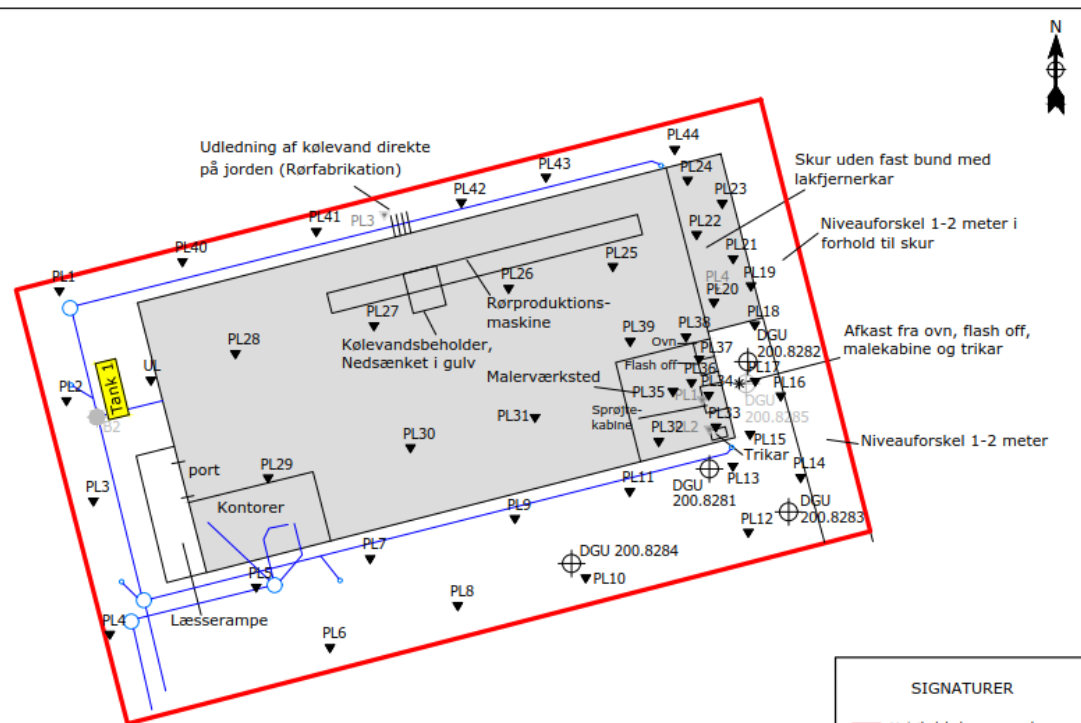 N
PL44
Udledning af kølevand direkte
på jorden (Rørfabrikation)
PL43
PL24
Skur uden fast bund med
lakfjernerkar
PL42
PL23
PL41
PL3
PL22
Niveauforskel 1-2 meter i
forhold til skur
PL40
PL25
PL21
PL1
PL26
PL4
PL19
PL20
Rørproduktions-
maskine
PL27
PL18
PL28
Kølevandsbeholder,
Nedsænket i gulv
PL39
PL38
Ovn
DGU
200.8282
Afkast fra ovn, flash off,
malekabine og trikar
PL37
Flash off
UL
Tank 1
PL2
Malerværksted
PL36
PL17
PL16
PL35
PL34
PL1
DGU
200.8285
B2
PL31
Sprøjte-
kabine
PL33
PL32
PL2
PL30
PL15
Niveauforskel 1-2 meter
Trikar
port
PL29
PL13
PL14
PL11
DGU
200.8281
PL3
Kontorer
PL9
DGU
200.8283
PL12
PL7
DGU 200.8284
PL5
PL10
PL8
Læsserampe
PL4
PL6
SIGNATURER